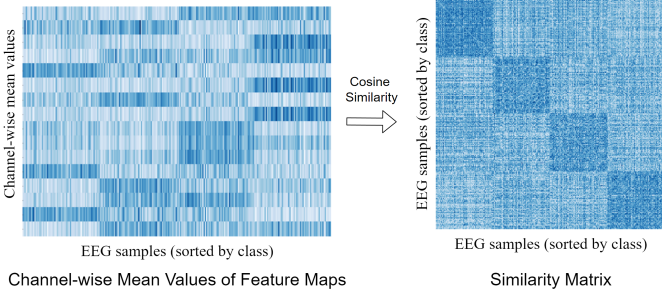 Channel-wise mean values
EEG samples (sorted by class)
Channel-wise Mean Values of Feature Maps
Cosine
Similarity
EEG samples (sorted by class)
EEG samples (sorted by class)
Similarity Matrix